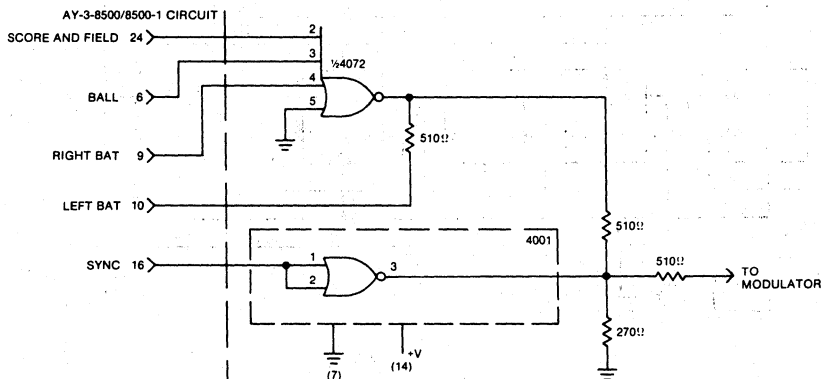 AY-3-8500/8500-1 CIRCUIT
SCORE AND FIELD 24
2
3
½4072
4
BALL 6
5
510Ω
RIGHT BAT 9
LEFT BAT 10
510Ω
4001
SYNC 16
1
2
3
510Ω
TO
MODULATOR
270Ω
+V
(7)
(14)